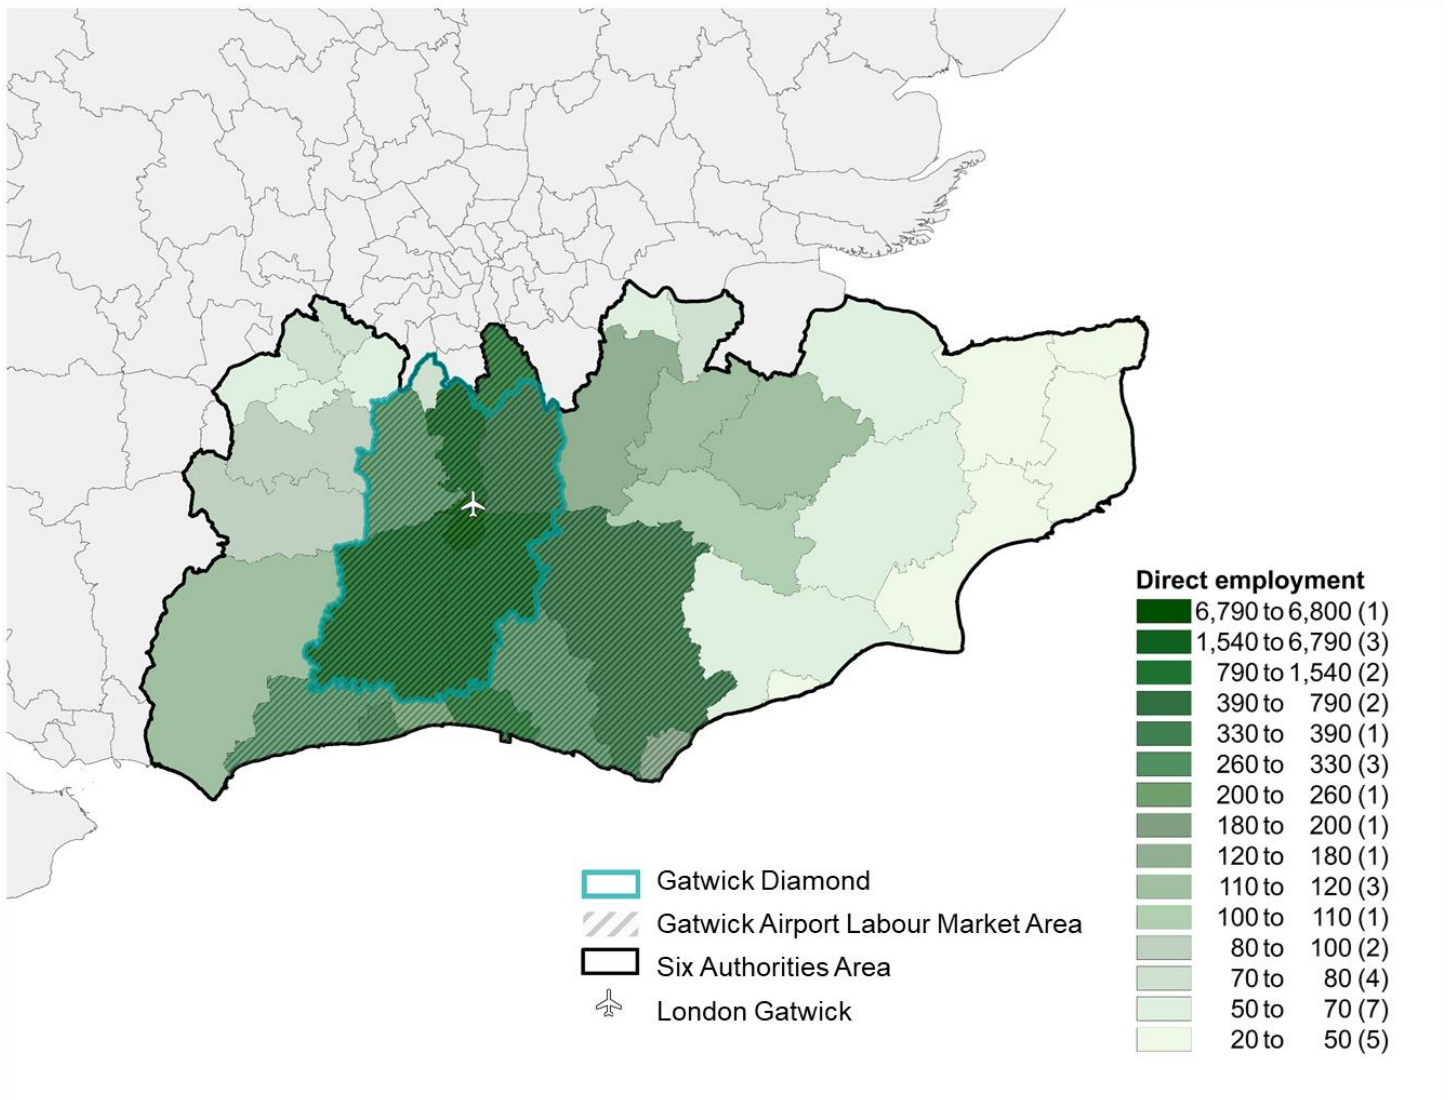 Direct employment
6,790 to 6,800 (1)
1,540 to 6,790 (3)
790 to 1,540 (2)
390 to 790 (2)
330 to 390 (1)
260 to 330 (3)
200 to 260 (1)
180 to 200 (1)
120 to 180 (1)
110 to 120 (3)
100 to 110 (1)
80 to 100 (2)
70 to 80 (4)
50 to 70 (7)
20 to 50 (5)
Gatwick Diamond
Gatwick Airport Labour Market Area
Six Authorities Area
London Gatwick